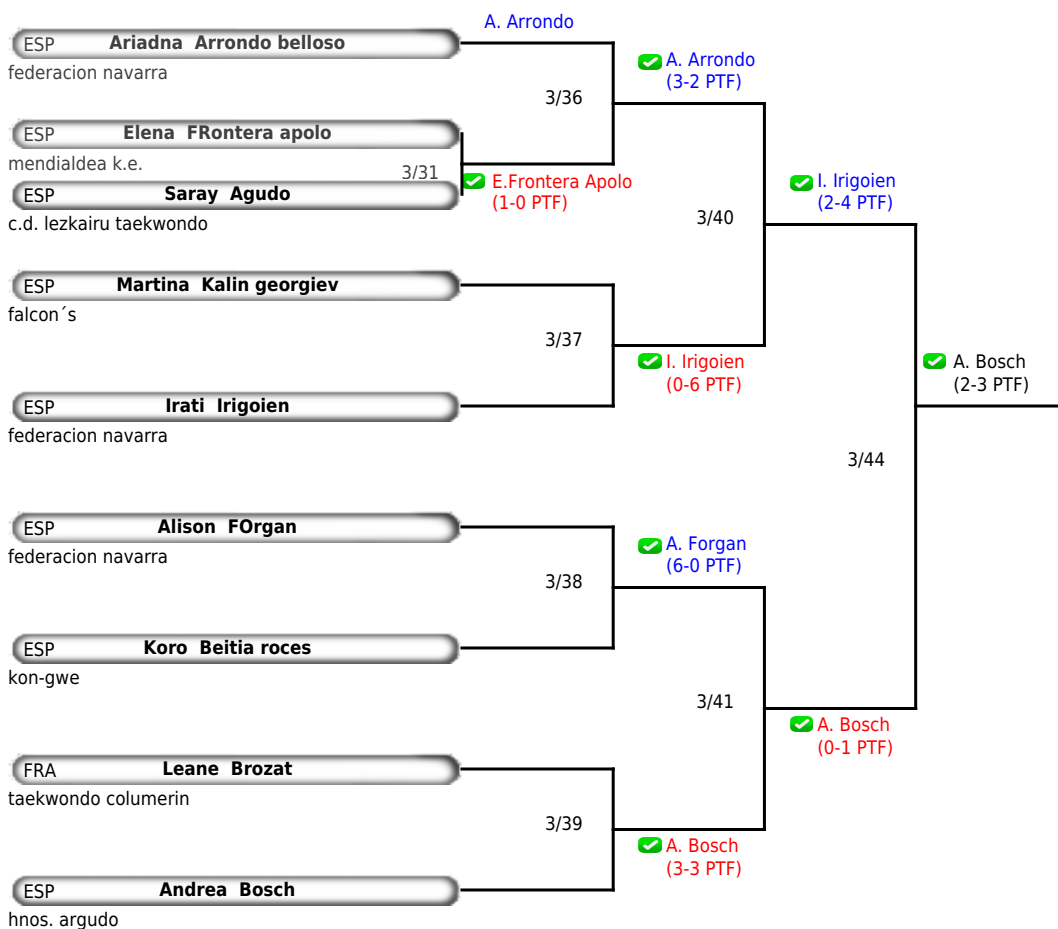 A. Arrondo
ESP Ariadna Arrondo belloso
federacion navarra
A. Arrondo
(3-2 PTF)
3/36
ESP Elena FRontera apolo
mendialdea k.e.
3/31
E.Frontera Apolo
(1-0 PTF)
ESP Saray Agudo
c.d. lezkairu taekwondo
I. Irigoien
(2-4 PTF)
3/40
ESP Martina Kalin georgiev
falcon´s
3/37
I. Irigoien
(0-6 PTF)
A. Bosch
(2-3 PTF)
ESP Irati Irigoien
federacion navarra
3/44
ESP Alison FOrgan
federacion navarra
A. Forgan
(6-0 PTF)
3/38
ESP Koro Beitia roces
kon-gwe
3/41
A. Bosch
(0-1 PTF)
FRA Leane Brozat
taekwondo columerin
3/39
A. Bosch
(3-3 PTF)
ESP Andrea Bosch
hnos. argudo